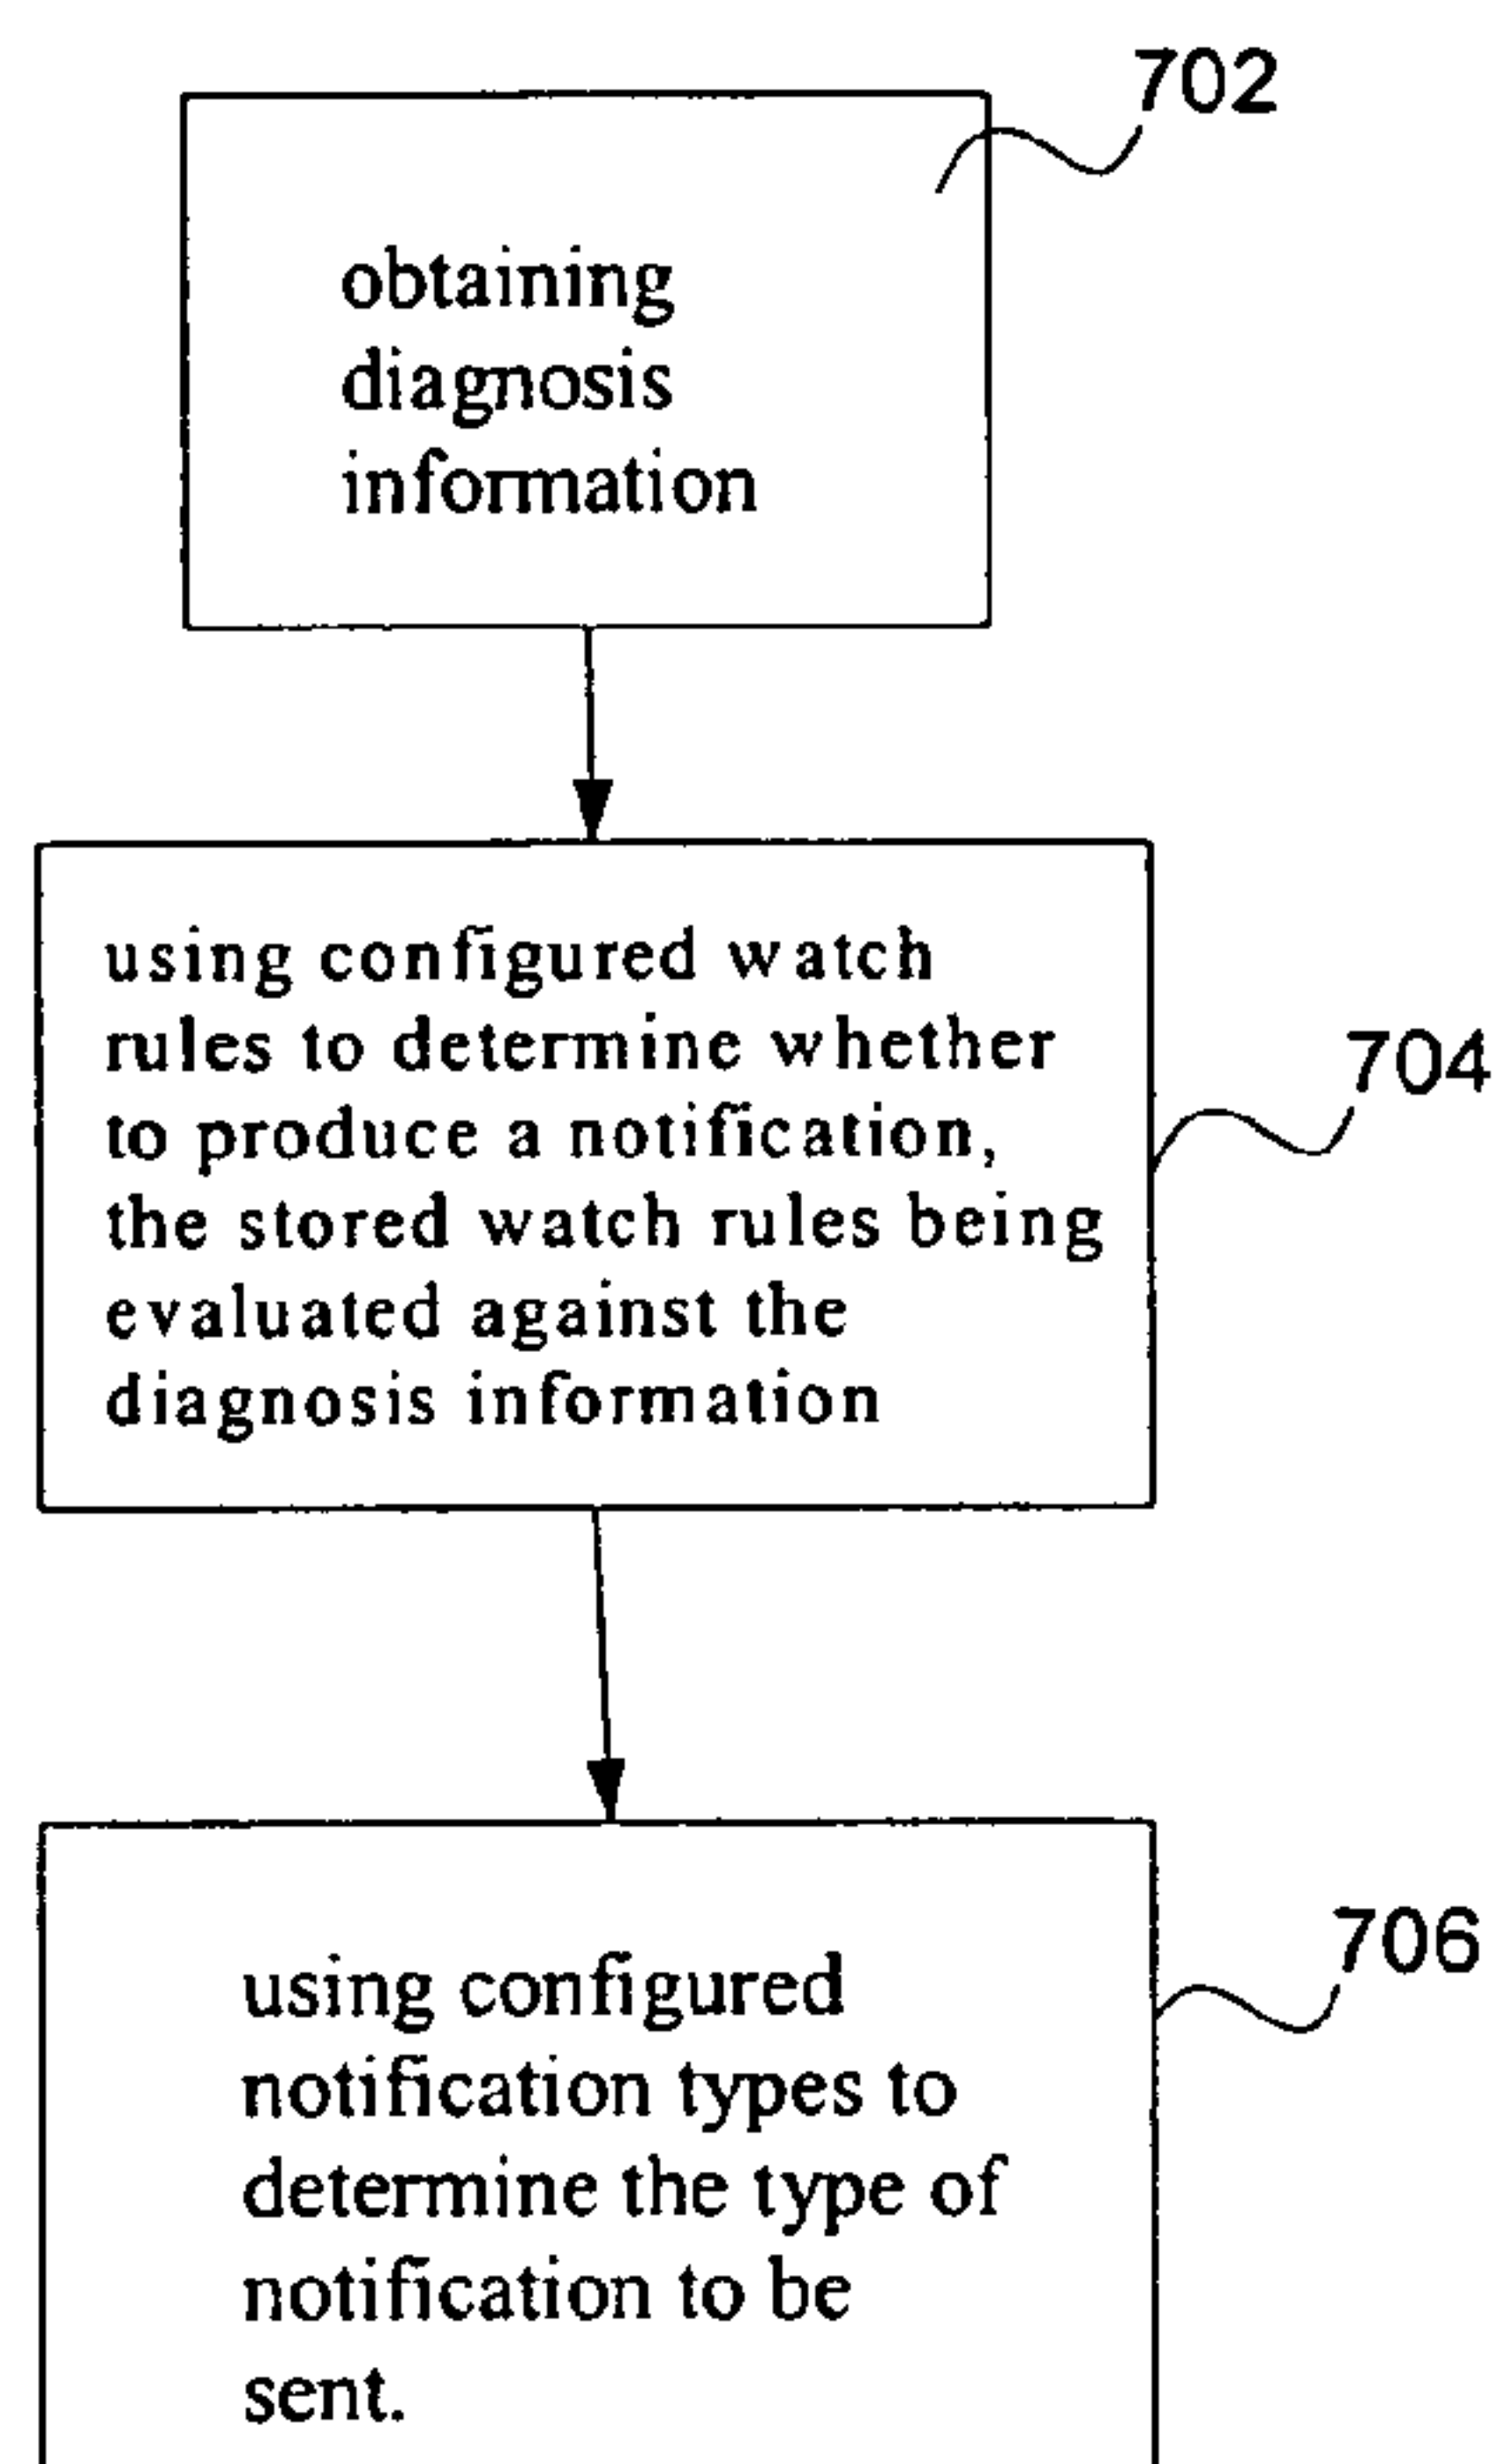 702
obtaining
diagnosis
information
using configured watch
rules to determine whether
to produce a notification,
the stored watch rules being
evaluated against the
diagnosis information
704
using configured
notification types to
determine the type of
notification to be
sent.
706